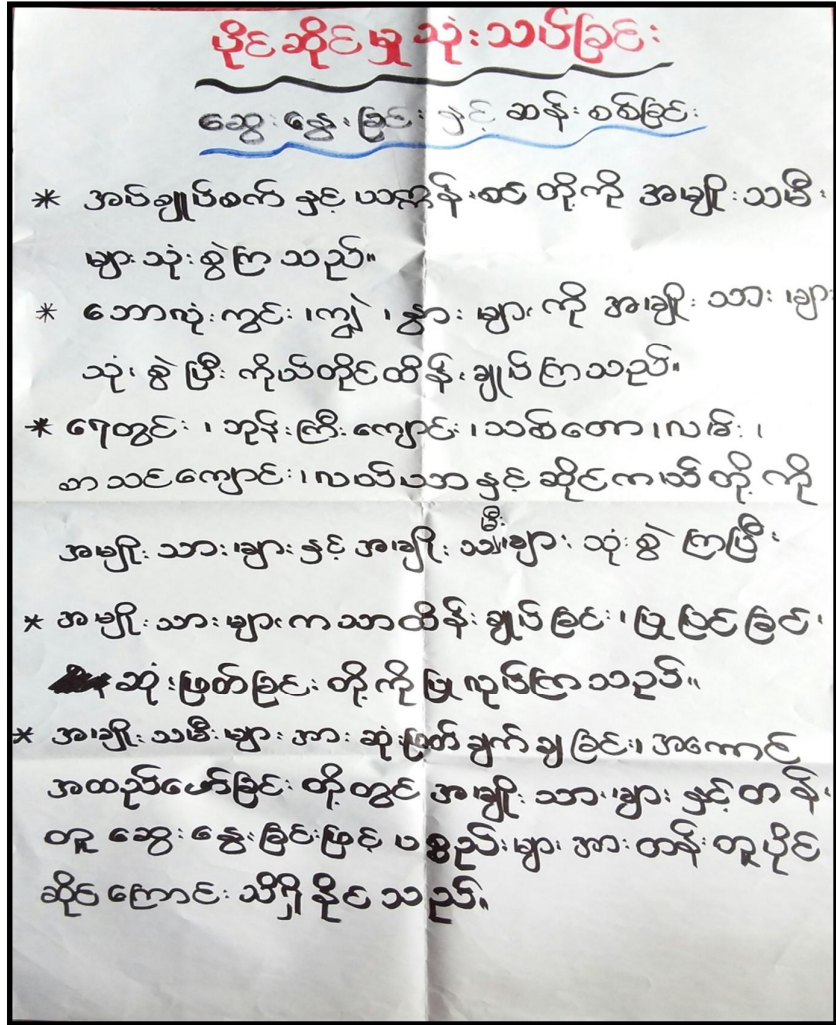 ပိုင်ဆိုင်မှုသုံးသပ်ခြင်း
ဆွေးနွေးခြင်းနှင့် ဆန်းစစ်ခြင်း
* အပ်ချုပ်စက် နှင့် ယက္ကန်းစင် တို့ကို အမျိုးသမီး
များသုံးစွဲကြသည်။
* ဘောလုံးကွင်း၊ကျွဲ၊နွားများကို အမျိုးသားများ
သုံးစွဲပြီး ကိုယ်တိုင်ထိန်းချုပ်ကြသည်။
* ရေတွင်း၊ဘုန်းကြီးကျောင်း၊သစ်တော၊လမ်း၊
စာသင်ကျောင်း၊လယ်ယာနှင့်ဆိုင်ကယ်တို့ကို
အမျိုးသားများနှင့်အမျိုးသမီးများသုံးစွဲကြပြီး
* အမျိုးသားများကသာထိန်းချုပ်ခြင်း၊ပြုပြင်ခြင်း၊
ဆုံးဖြတ်ခြင်းတို့ကိုပြုလုပ်ကြသည်။
* အမျိုးသမီးများအားဆုံးဖြတ်ချက်ချခြင်း၊အကောင်
အထည်ဖော်ခြင်းတို့တွင်အမျိုးသားများနှင့်တန်း
တူဆွေးနွေးခြင်းဖြင့်ပစ္စည်းများအားတန်းတူပိုင်
ဆိုင်ကြောင်းသိရှိနိုင်သည်။